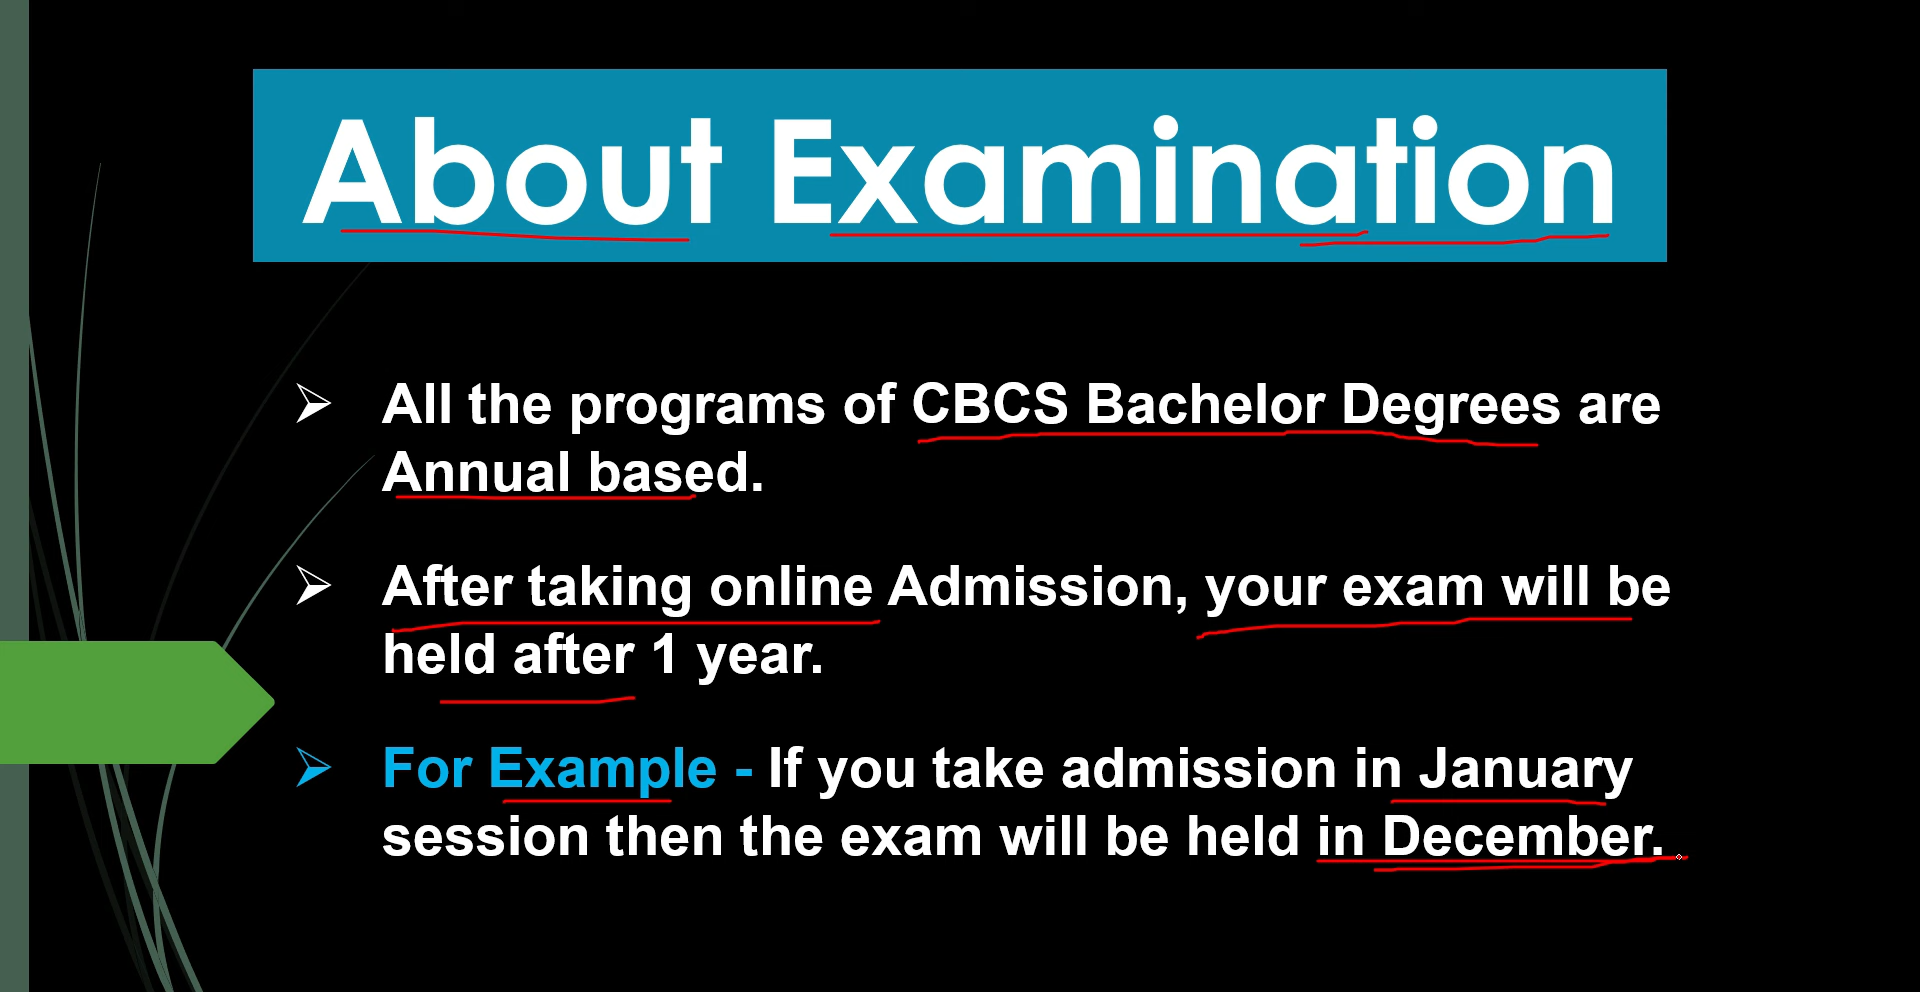 About Examination
All the programs of CBCS Bachelor Degrees are
Annual based.
After taking online Admission, your exam will be
held after 1 year.
For Example - If you take admission in January
session then the exam will be held in December.